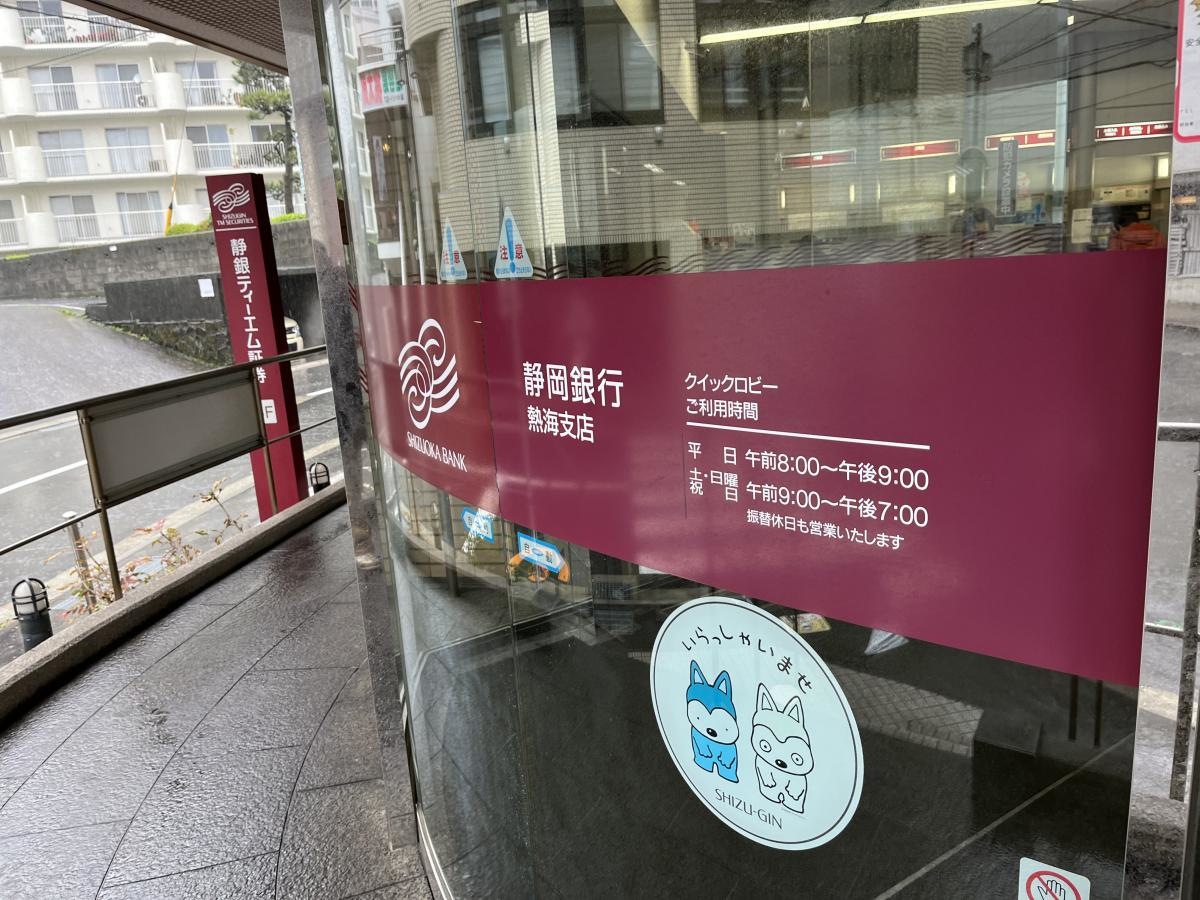 SHIZUGIN
TM SECURITIES
静銀ティーエム証券
注意
注意
SHIZUOKA BANK
静岡銀行
熱海支店
クイックロビー
ご利用時間
平　日 午前8:00〜午後9:00
土・日曜
祝　日 午前9:00〜午後7:00
振替休日も営業いたします
自動
いらっしゃいませ
SHIZU-GIN